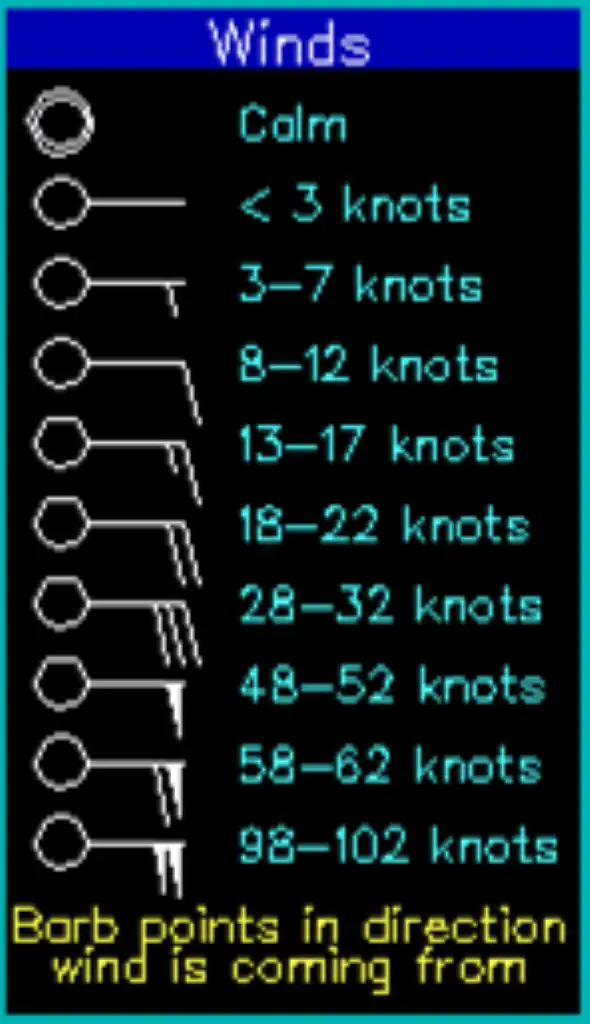 Winds
Calm
< 3 knots
3–7 knots
8–12 knots
13–17 knots
18–22 knots
28–32 knots
48–52 knots
58–62 knots
98–102 knots
Barb points in direction
wind is coming from